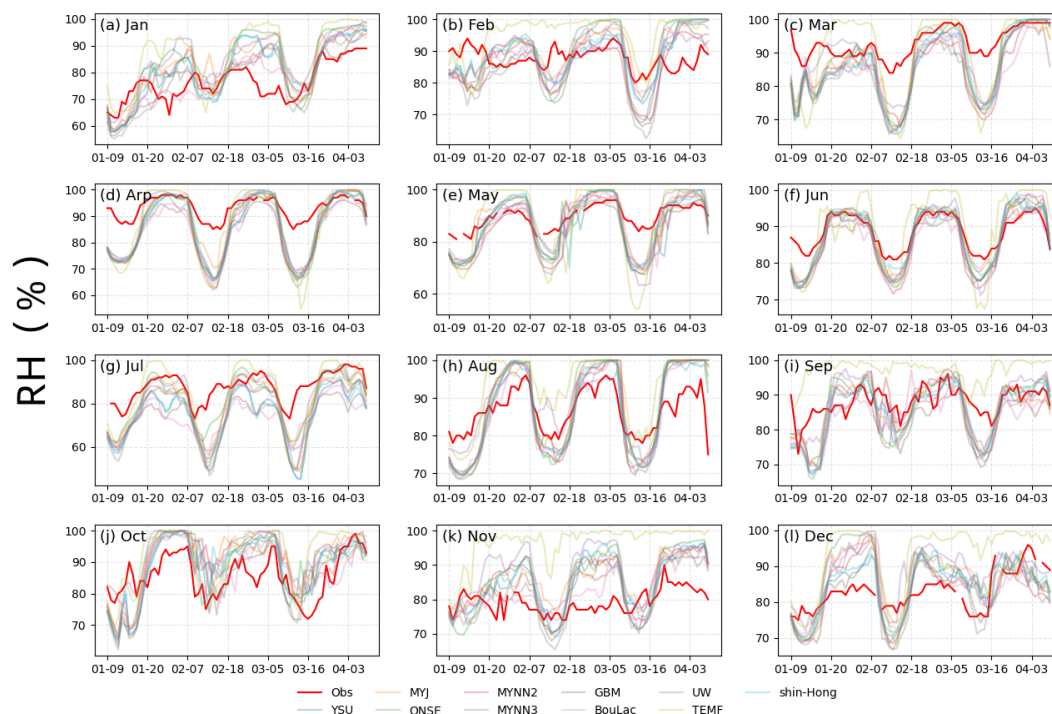 RH (%)
(a) Jan
(b) Feb
(c) Mar
100
90
80
70
60
100
90
80
70
100
90
80
70
01-09 01-20 02-07 02-18 03-05 03-16 04-03
01-09 01-20 02-07 02-18 03-05 03-16 04-03
01-09 01-20 02-07 02-18 03-05 03-16 04-03
(d) Arp
(e) May
(f) Jun
100
90
80
70
60
100
90
80
70
60
100
90
80
70
01-09 01-20 02-07 02-18 03-05 03-16 04-03
01-09 01-20 02-07 02-18 03-05 03-16 04-03
01-09 01-20 02-07 02-18 03-05 03-16 04-03
(g) Jul
(h) Aug
(i) Sep
100
80
60
100
90
80
70
100
90
80
70
01-09 01-20 02-07 02-18 03-05 03-16 04-03
01-09 01-20 02-07 02-18 03-05 03-16 04-03
01-09 01-20 02-07 02-18 03-05 03-16 04-03
(j) Oct
(k) Nov
(l) Dec
100
90
80
70
100
90
80
70
100
90
80
70
01-09 01-20 02-07 02-18 03-05 03-16 04-03
01-09 01-20 02-07 02-18 03-05 03-16 04-03
01-09 01-20 02-07 02-18 03-05 03-16 04-03
Obs MYJ MYNN2 GBM UW shin-Hong
YSU QNSE MYNN3 BouLac TEMF